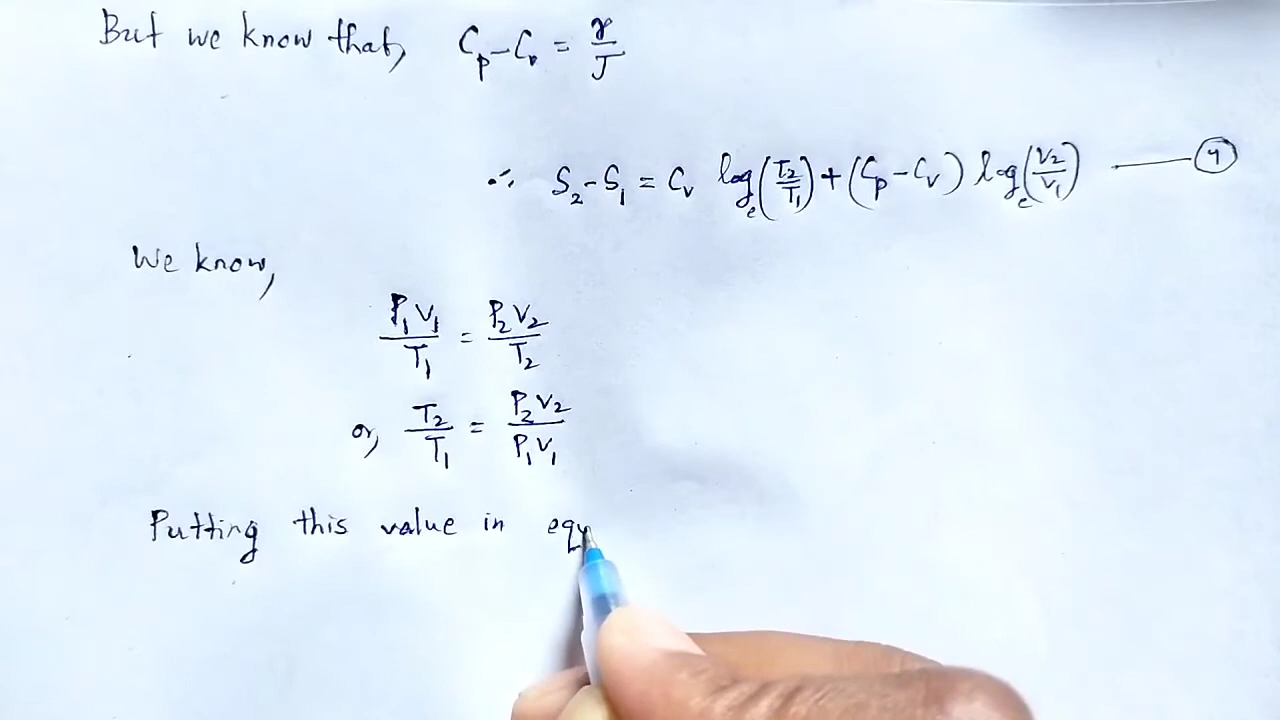 But we know that, Cp - Cv = r/J
∴ S₂ - S₁ = Cv logₑ(T₂/T₁) + (Cp - Cv) logₑ(V₂/V₁) —— ④
We know,
P₁V₁/T₁ = P₂V₂/T₂
or, T₂/T₁ = P₂V₂/P₁V₁
Putting this value in equ